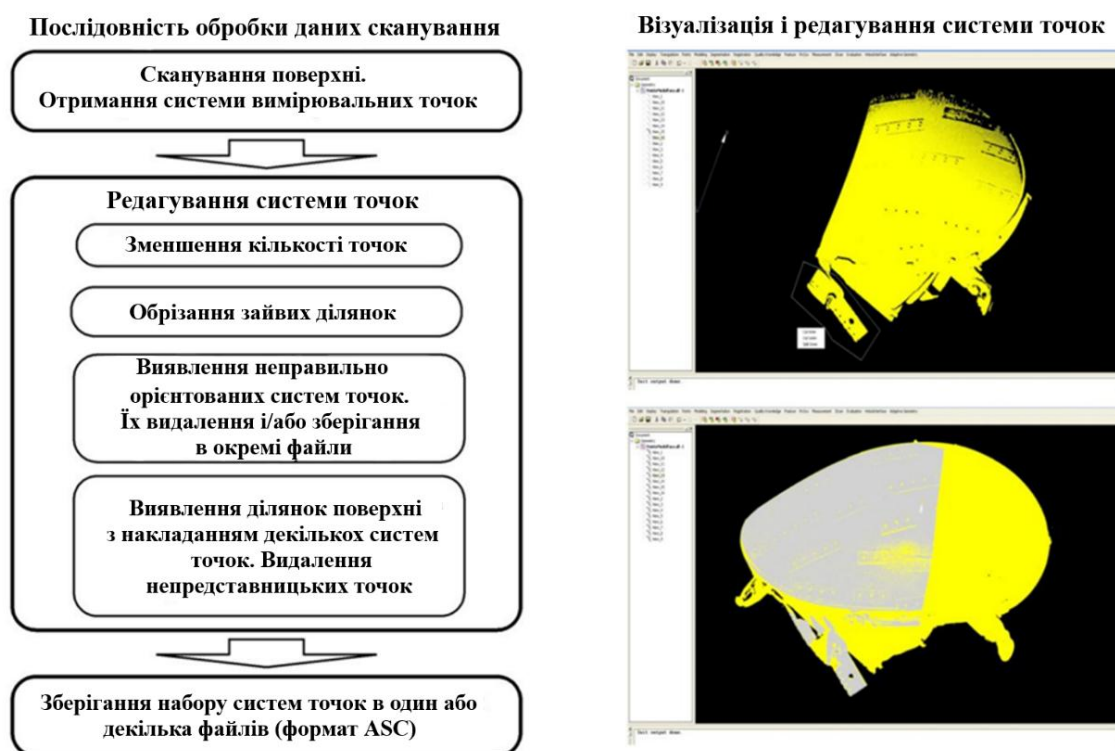 Послідовність обробки даних сканування
Сканування поверхні.
Отримання системи вимірювальних точок
Редагування системи точок
Зменшення кількості точок
Обрізання зайвих ділянок
Виявлення неправильно
орієнтованих систем точок.
Їх видалення і/або зберігання
в окремі файли
Виявлення ділянок поверхні
з накладанням декількох систем
точок. Видалення
непредставницьких точок
Зберігання набору систем точок в один або
декілька файлів (формат ASC)
Візуалізація і редагування системи точок